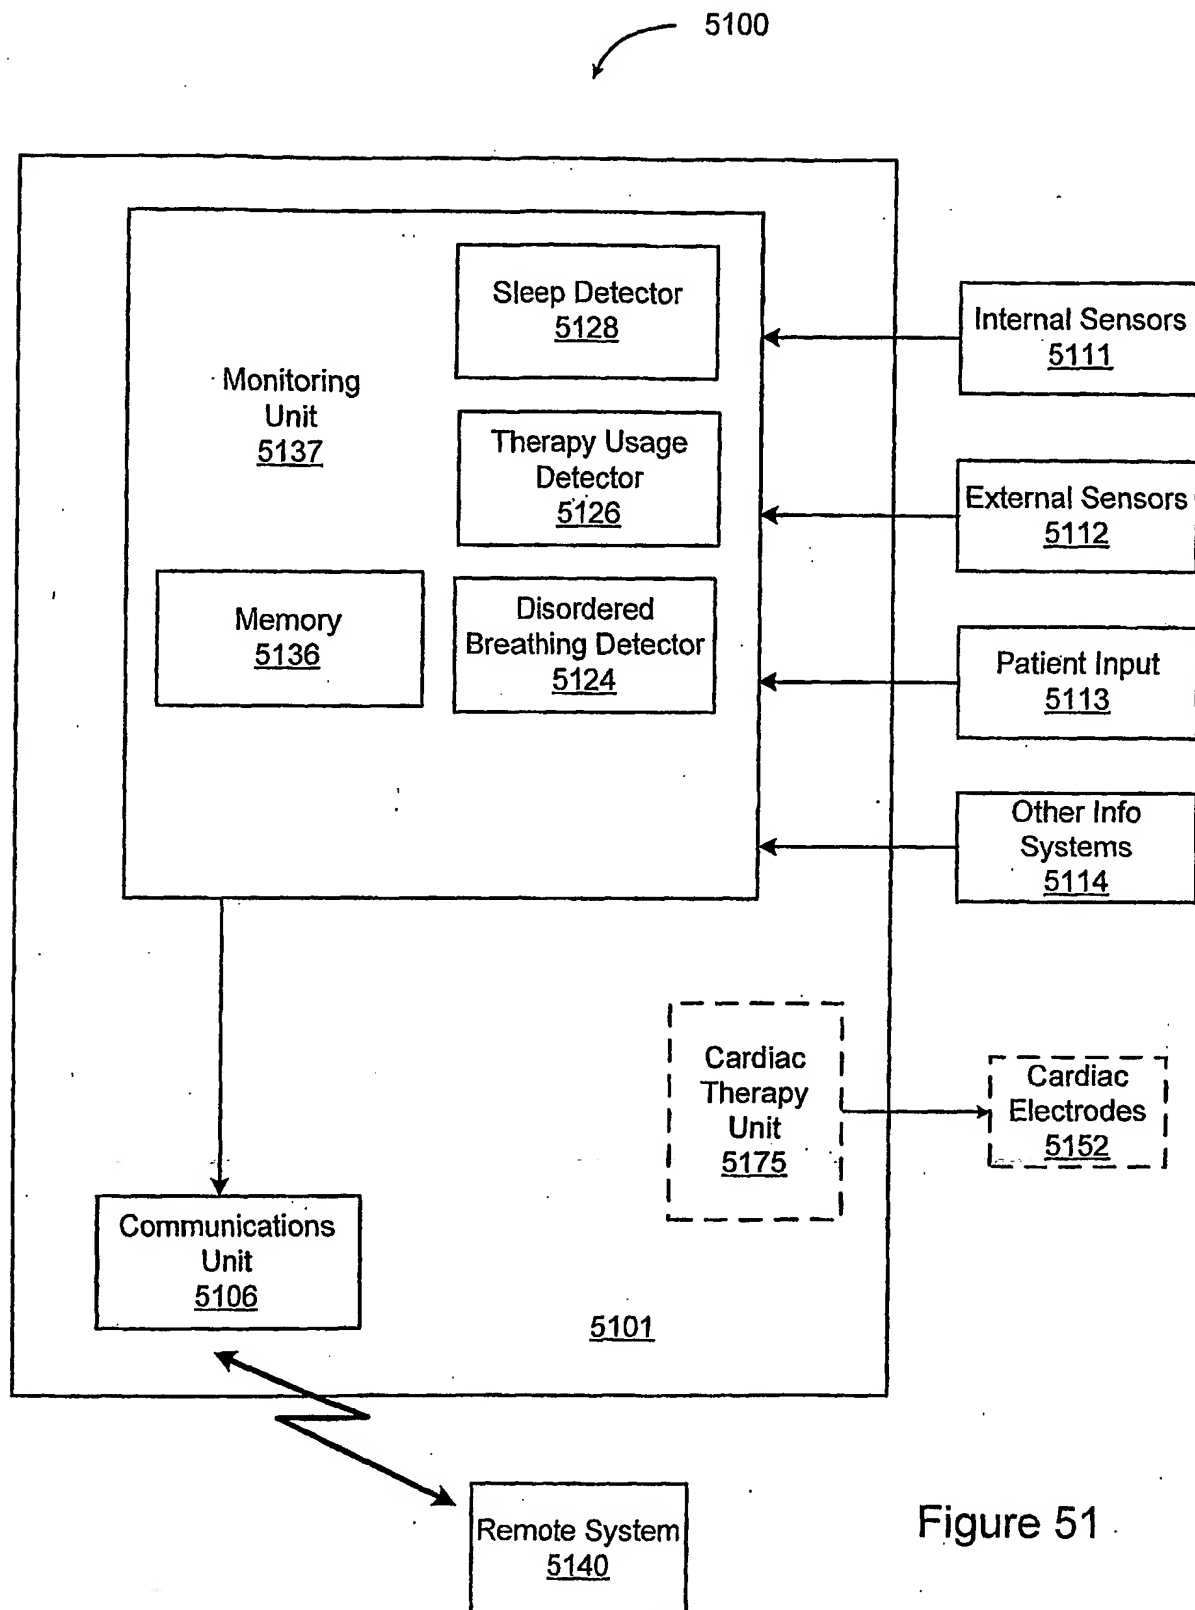 5100
Sleep Detector
5128
Internal Sensors
5111
Monitoring
Unit
5137
Therapy Usage
Detector
5126
External Sensors
5112
Memory
5136
Disordered
Breathing Detector
5124
Patient Input
5113
Other Info
Systems
5114
Cardiac
Therapy
Unit
5175
Cardiac
Electrodes
5152
Communications
Unit
5106
5101
Remote System
5140
Figure 51